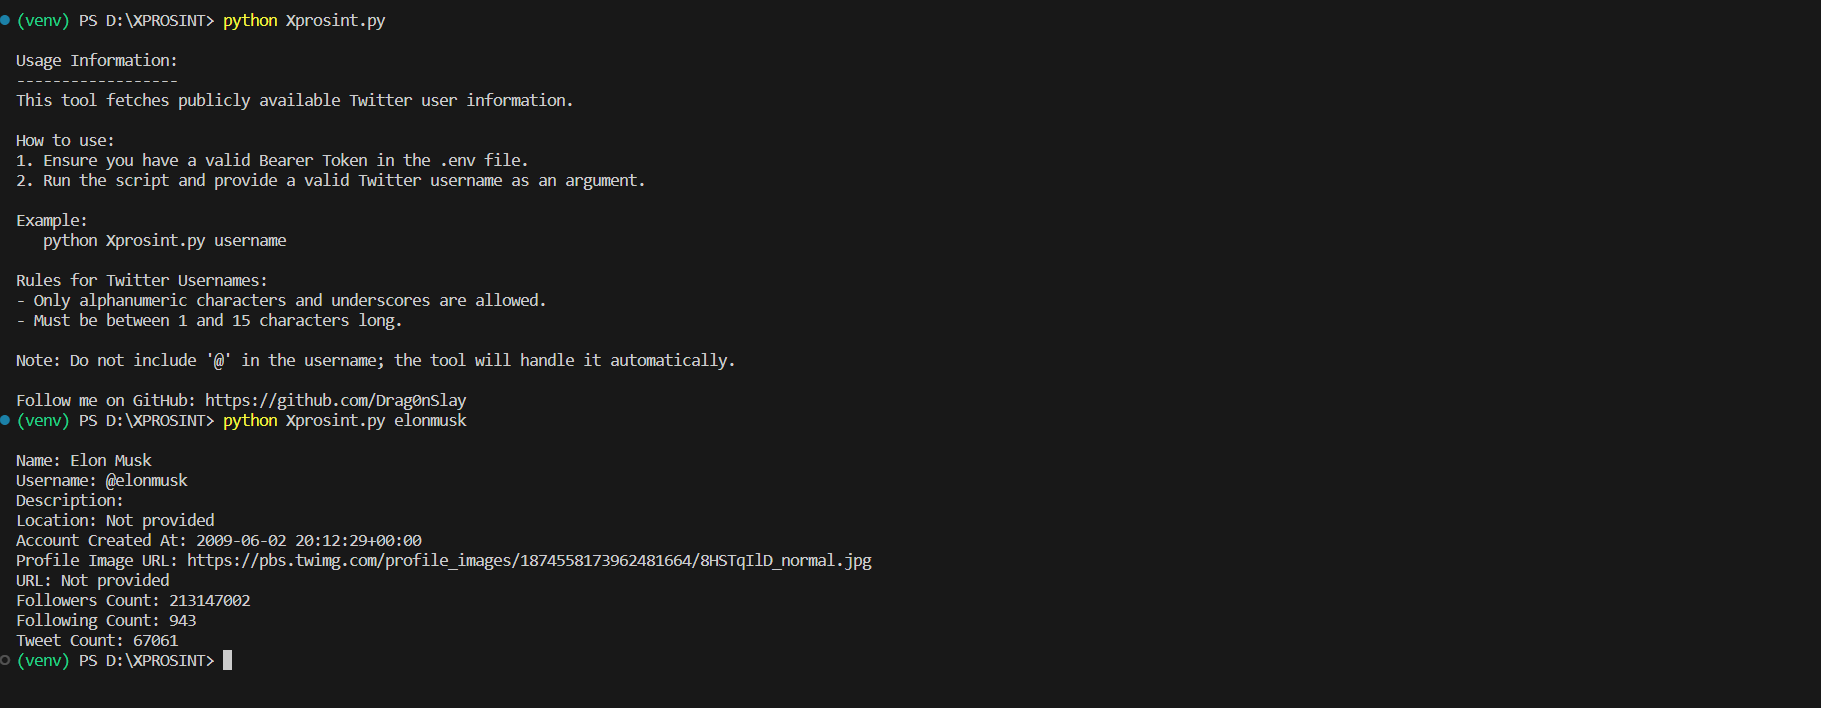 (venv) PS D:\XPROSINT> python Xprosint.py
Usage Information:
------------------
This tool fetches publicly available Twitter user information.
How to use:
1. Ensure you have a valid Bearer Token in the .env file.
2. Run the script and provide a valid Twitter username as an argument.
Example:
   python Xprosint.py username
Rules for Twitter Usernames:
- Only alphanumeric characters and underscores are allowed.
- Must be between 1 and 15 characters long.
Note: Do not include '@' in the username; the tool will handle it automatically.
Follow me on GitHub: https://github.com/Drag0nSlay
(venv) PS D:\XPROSINT> python Xprosint.py elonmusk
Name: Elon Musk
Username: @elonmusk
Description:
Location: Not provided
Account Created At: 2009-06-02 20:12:29+00:00
Profile Image URL: https://pbs.twimg.com/profile_images/1874558173962481664/8HSTqIlD_normal.jpg
URL: Not provided
Followers Count: 213147002
Following Count: 943
Tweet Count: 67061
(venv) PS D:\XPROSINT>